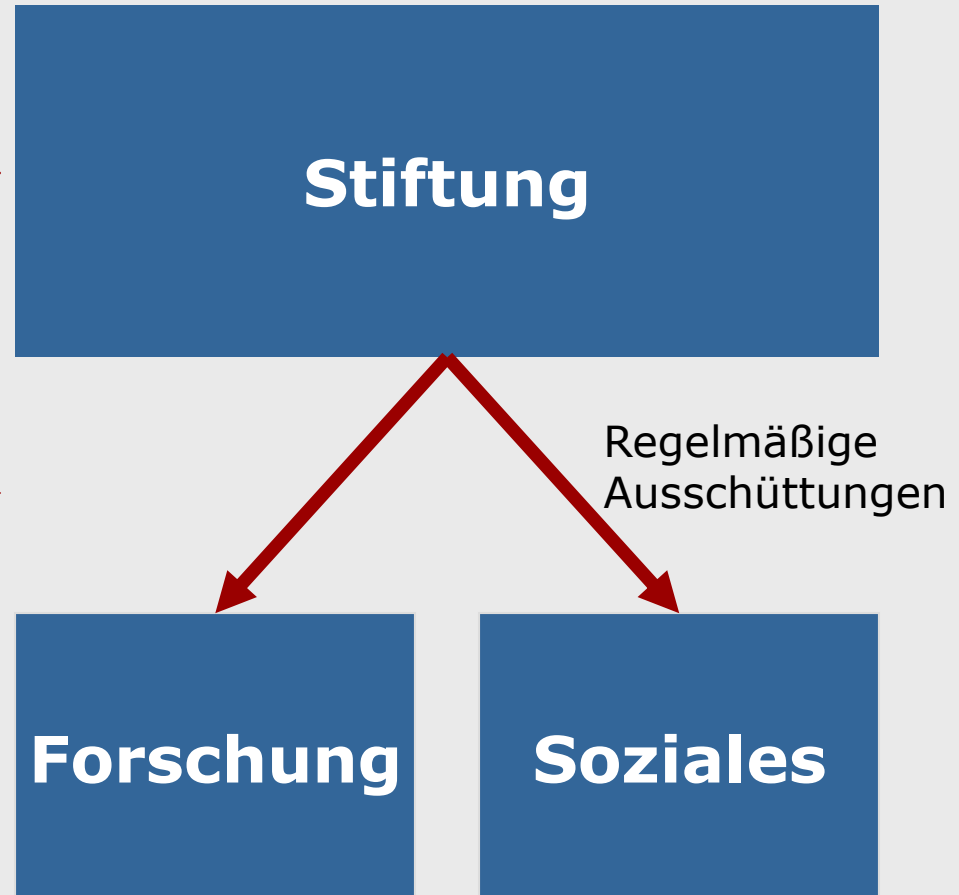 Stiftung
Regelmäßige
Ausschüttungen
Forschung
Soziales